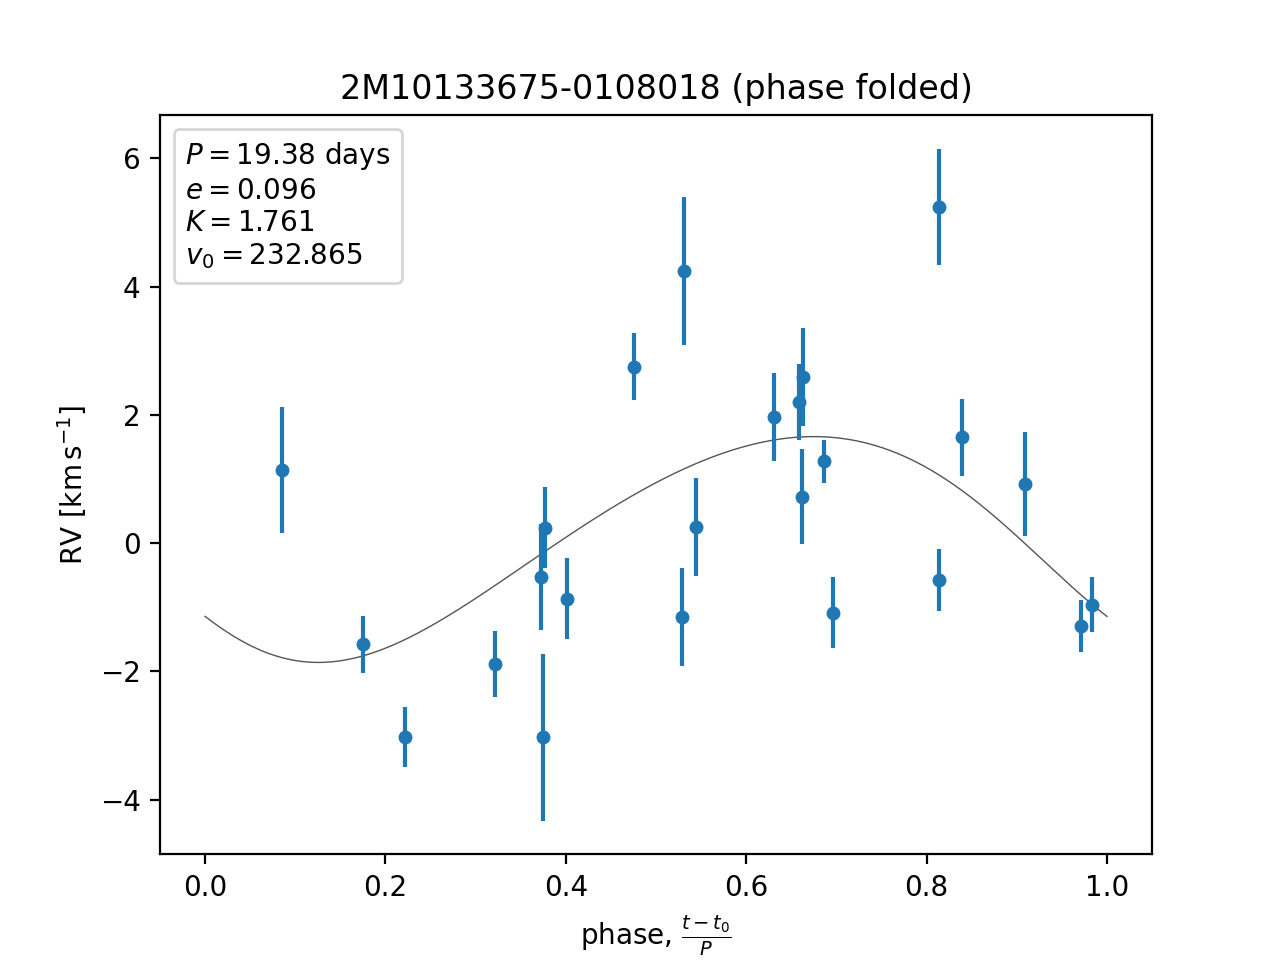 2M10133675-0108018 (phase folded)
P = 19.38 days
e = 0.096
K = 1.761
v₀ = 232.865
6
4
2
0
−2
−4
RV [km s⁻¹]
0.0 0.2 0.4 0.6 0.8 1.0
phase, (t − t₀)/P